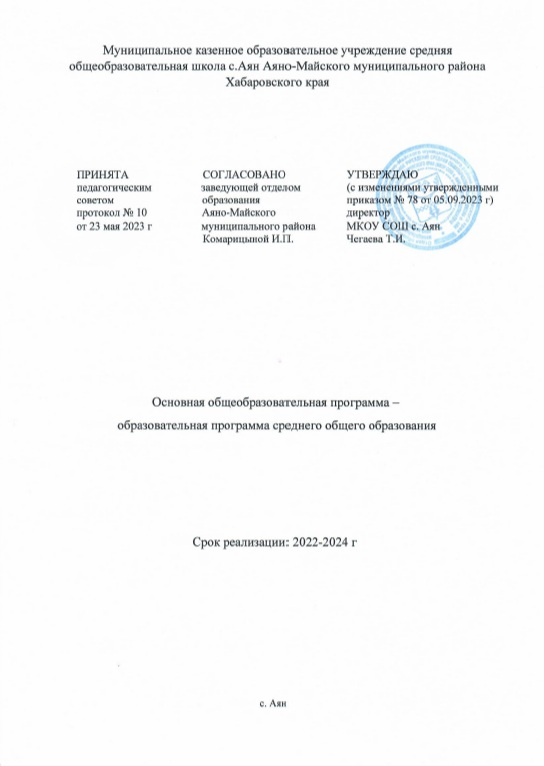 Муниципальное казенное образовательное учреждение средняя
общеобразовательная школа с.Аян Аяно-Майского муниципального района
Хабаровского края
ПРИНЯТА
педагогическим
советом
протокол № 10
от 23 мая 2023 г
СОГЛАСОВАНО
заведующей отделом
образования
Аяно-Майского
муниципального района
Комарицыной И.П.
УТВЕРЖДАЮ
(с изменениями утвержденными
приказом № 78 от 05.09.2023 г)
директор
МКОУ СОШ с. Аян
Чегаева Т.И.
Основная общеобразовательная программа –
образовательная программа среднего общего образования
Срок реализации: 2022-2024 г
с. Аян